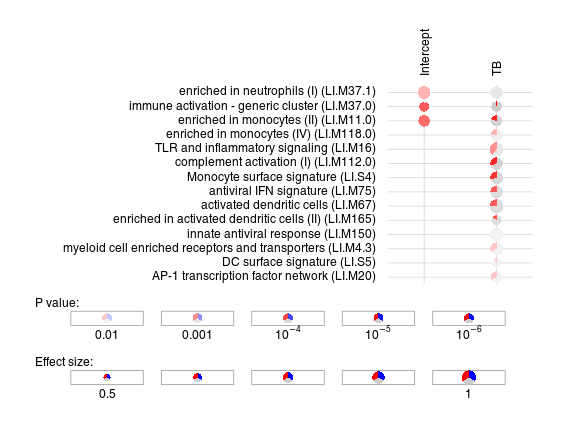 Intercept
TB
enriched in neutrophils (I) (LI.M37.1)
immune activation - generic cluster (LI.M37.0)
enriched in monocytes (II) (LI.M11.0)
enriched in monocytes (IV) (LI.M118.0)
TLR and inflammatory signaling (LI.M16)
complement activation (I) (LI.M112.0)
Monocyte surface signature (LI.S4)
antiviral IFN signature (LI.M75)
activated dendritic cells (LI.M67)
enriched in activated dendritic cells (II) (LI.M165)
innate antiviral response (LI.M150)
myeloid cell enriched receptors and transporters (LI.M4.3)
DC surface signature (LI.S5)
AP-1 transcription factor network (LI.M20)
P value:
0.01 0.001 10⁻⁴ 10⁻⁵ 10⁻⁶
Effect size:
0.5 1